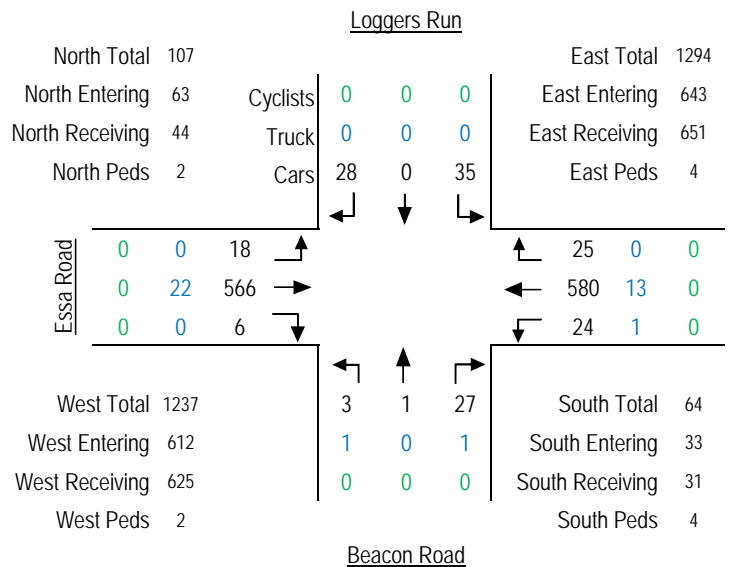 Loggers Run
North Total 107 East Total 1294
North Entering 63 Cyclists 0 0 0 East Entering 643
North Receiving 44 Truck 0 0 0 East Receiving 651
North Peds 2 Cars 28 0 35 East Peds 4
Essa Road
0 0 18 25 0 0
0 22 566 580 13 0
0 0 6 24 1 0
West Total 1237 3 1 27 South Total 64
West Entering 612 1 0 1 South Entering 33
West Receiving 625 0 0 0 South Receiving 31
West Peds 2 South Peds 4
Beacon Road